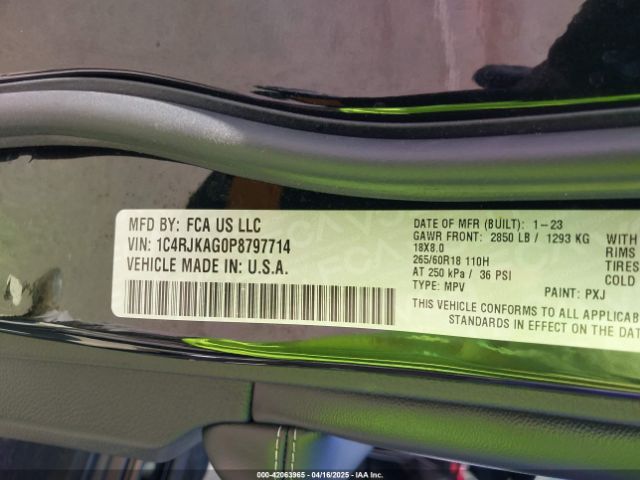 MFD BY: FCA US LLC
VIN: 1C4RJKAG0P8797714
VEHICLE MADE IN: U.S.A.
DATE OF MFR (BUILT): 1-23
GAWR FRONT: 2850 LB / 1293 KG WITH
18X8.0 RIMS
265/60R18 110H TIRES
AT 250 kPa / 36 PSI COLD
TYPE: MPV PAINT: PXJ
THIS VEHICLE CONFORMS TO ALL APPLICAB
STANDARDS IN EFFECT ON THE DAT
000-42063965 - 04/16/2025 - IAA Inc.